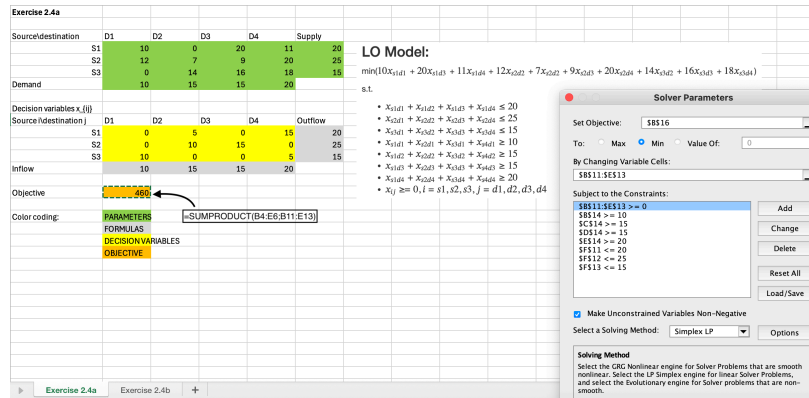 Exercise 2.4a
Source\destination D1 D2 D3 D4 Supply
S1 10 0 20 11 20
S2 12 7 9 20 25
S3 0 14 16 18 15
Demand 10 15 15 20
Decision variables x_{ij}
Source i\destination j D1 D2 D3 D4 Outflow
S1 0 5 0 15 20
S2 0 10 15 0 25
S3 10 0 0 5 15
Inflow 10 15 15 20
Objective 460
=SUMPRODUCT(B4:E6;B11:E13)
Color coding: PARAMETERS
FORMULAS
DECISION VARIABLES
OBJECTIVE
LO Model:
min(10x_{s1d1} + 20x_{s1d3} + 11x_{s1d4} + 12x_{s2d2} + 7x_{s2d2} + 9x_{s2d3} + 20x_{s2d4} + 14x_{s3d2} + 16x_{s3d3} + 18x_{s3d4})
s.t.
• x_{s1d1} + x_{s1d2} + x_{s1d3} + x_{s1d4} ≤ 20
• x_{s2d1} + x_{s2d2} + x_{s2d3} + x_{s2d4} ≤ 25
• x_{s3d1} + x_{s3d2} + x_{s3d3} + x_{s3d4} ≤ 15
• x_{s1d1} + x_{s2d1} + x_{s3d1} + x_{s4d1} ≥ 10
• x_{s1d2} + x_{s2d2} + x_{s3d2} + x_{s4d2} ≥ 15
• x_{s1d3} + x_{s2d3} + x_{s3d3} + x_{s4d3} ≥ 15
• x_{s1d4} + x_{s2d4} + x_{s3d4} + x_{s4d4} ≥ 20
• x_{ij} ≥= 0, i = s1, s2, s3, j = d1, d2, d3, d4
Solver Parameters
Set Objective: $B$16
To: Max Min Value Of: 0
By Changing Variable Cells:
$B$11:$E$13
Subject to the Constraints:
$B$11:$E$13 >= 0
$B$14 >= 10
$C$14 >= 15
$D$14 >= 15
$E$14 >= 20
$F$11 <= 20
$F$12 <= 25
$F$13 <= 15
Add
Change
Delete
Reset All
Load/Save
Make Unconstrained Variables Non-Negative
Select a Solving Method: Simplex LP Options
Solving Method
Select the GRG Nonlinear engine for Solver Problems that are smooth
nonlinear. Select the LP Simplex engine for linear Solver Problems,
and select the Evolutionary engine for Solver problems that are non-
smooth.
Exercise 2.4a Exercise 2.4b +